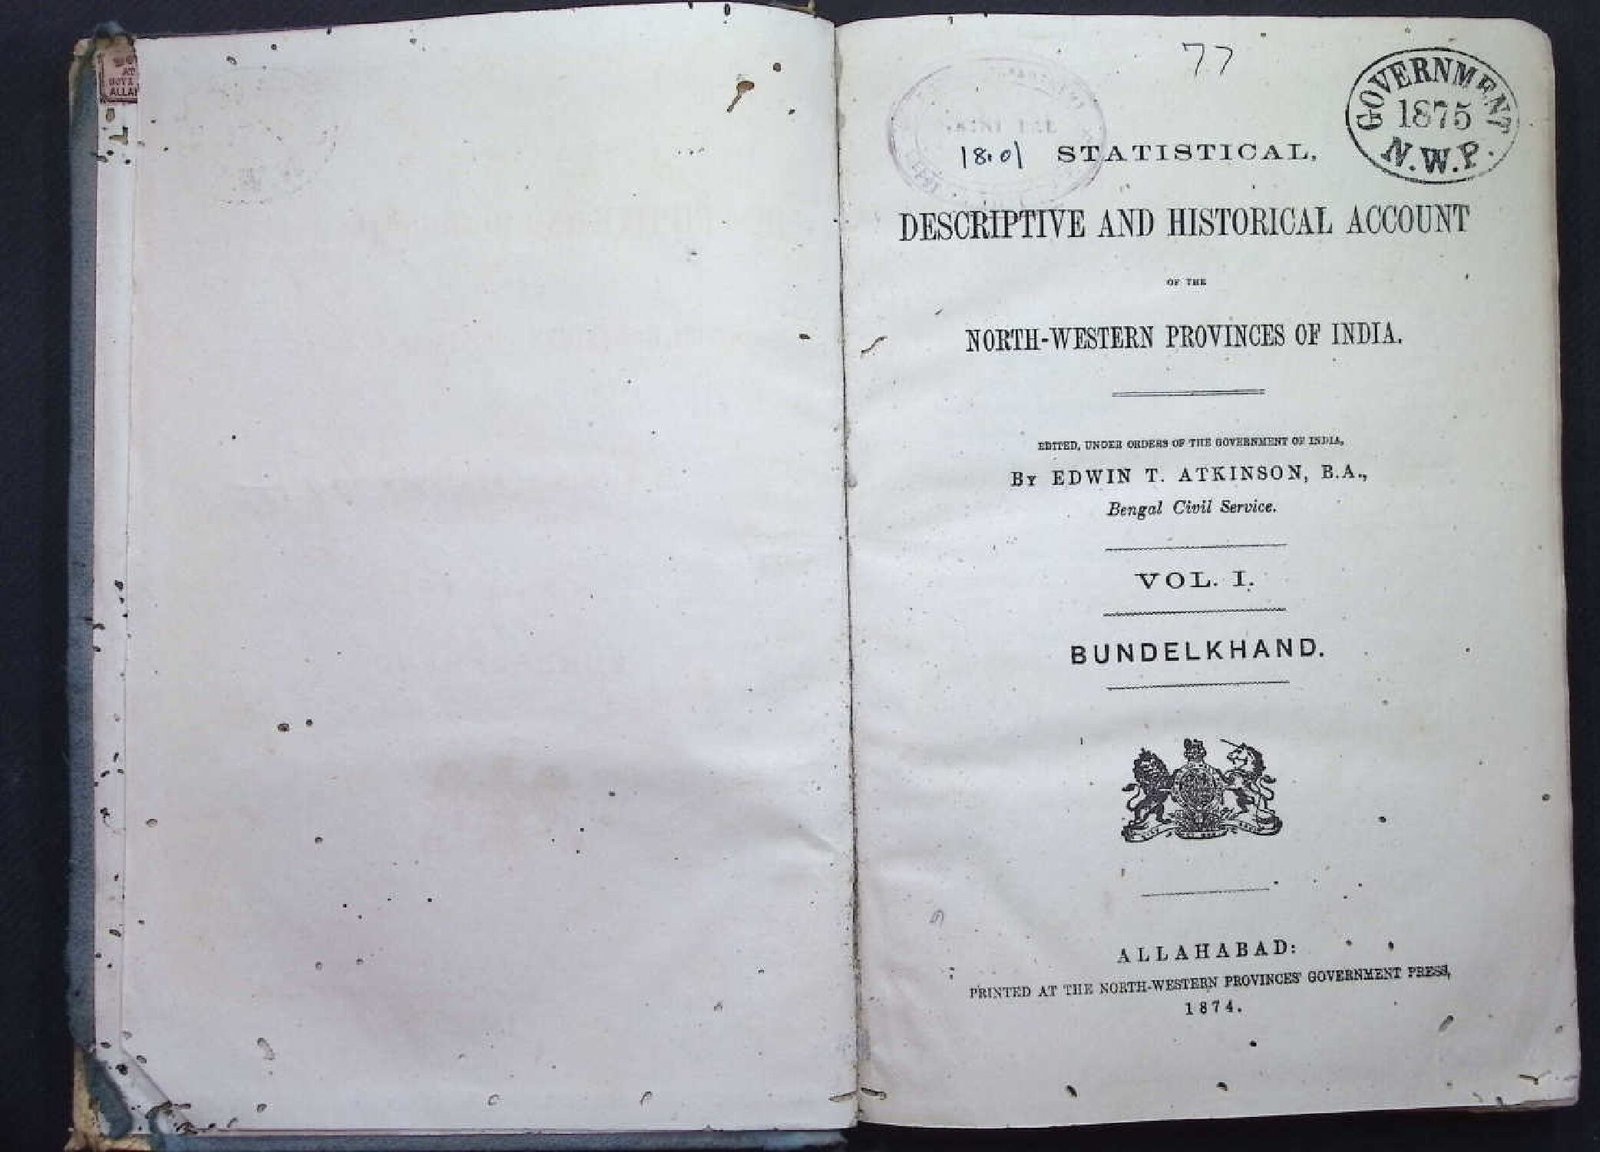 ALLA
77
GOVERNMENT
1875
N.W.P.
18.01
STATISTICAL,
DESCRIPTIVE AND HISTORICAL ACCOUNT
OF THE
NORTH-WESTERN PROVINCES OF INDIA.
EDITED, UNDER ORDERS OF THE GOVERNMENT OF INDIA,
BY EDWIN T. ATKINSON, B.A.,
Bengal Civil Service.
VOL. I.
BUNDELKHAND.
ALLAHABAD:
PRINTED AT THE NORTH-WESTERN PROVINCES' GOVERNMENT PRESS,
1874.